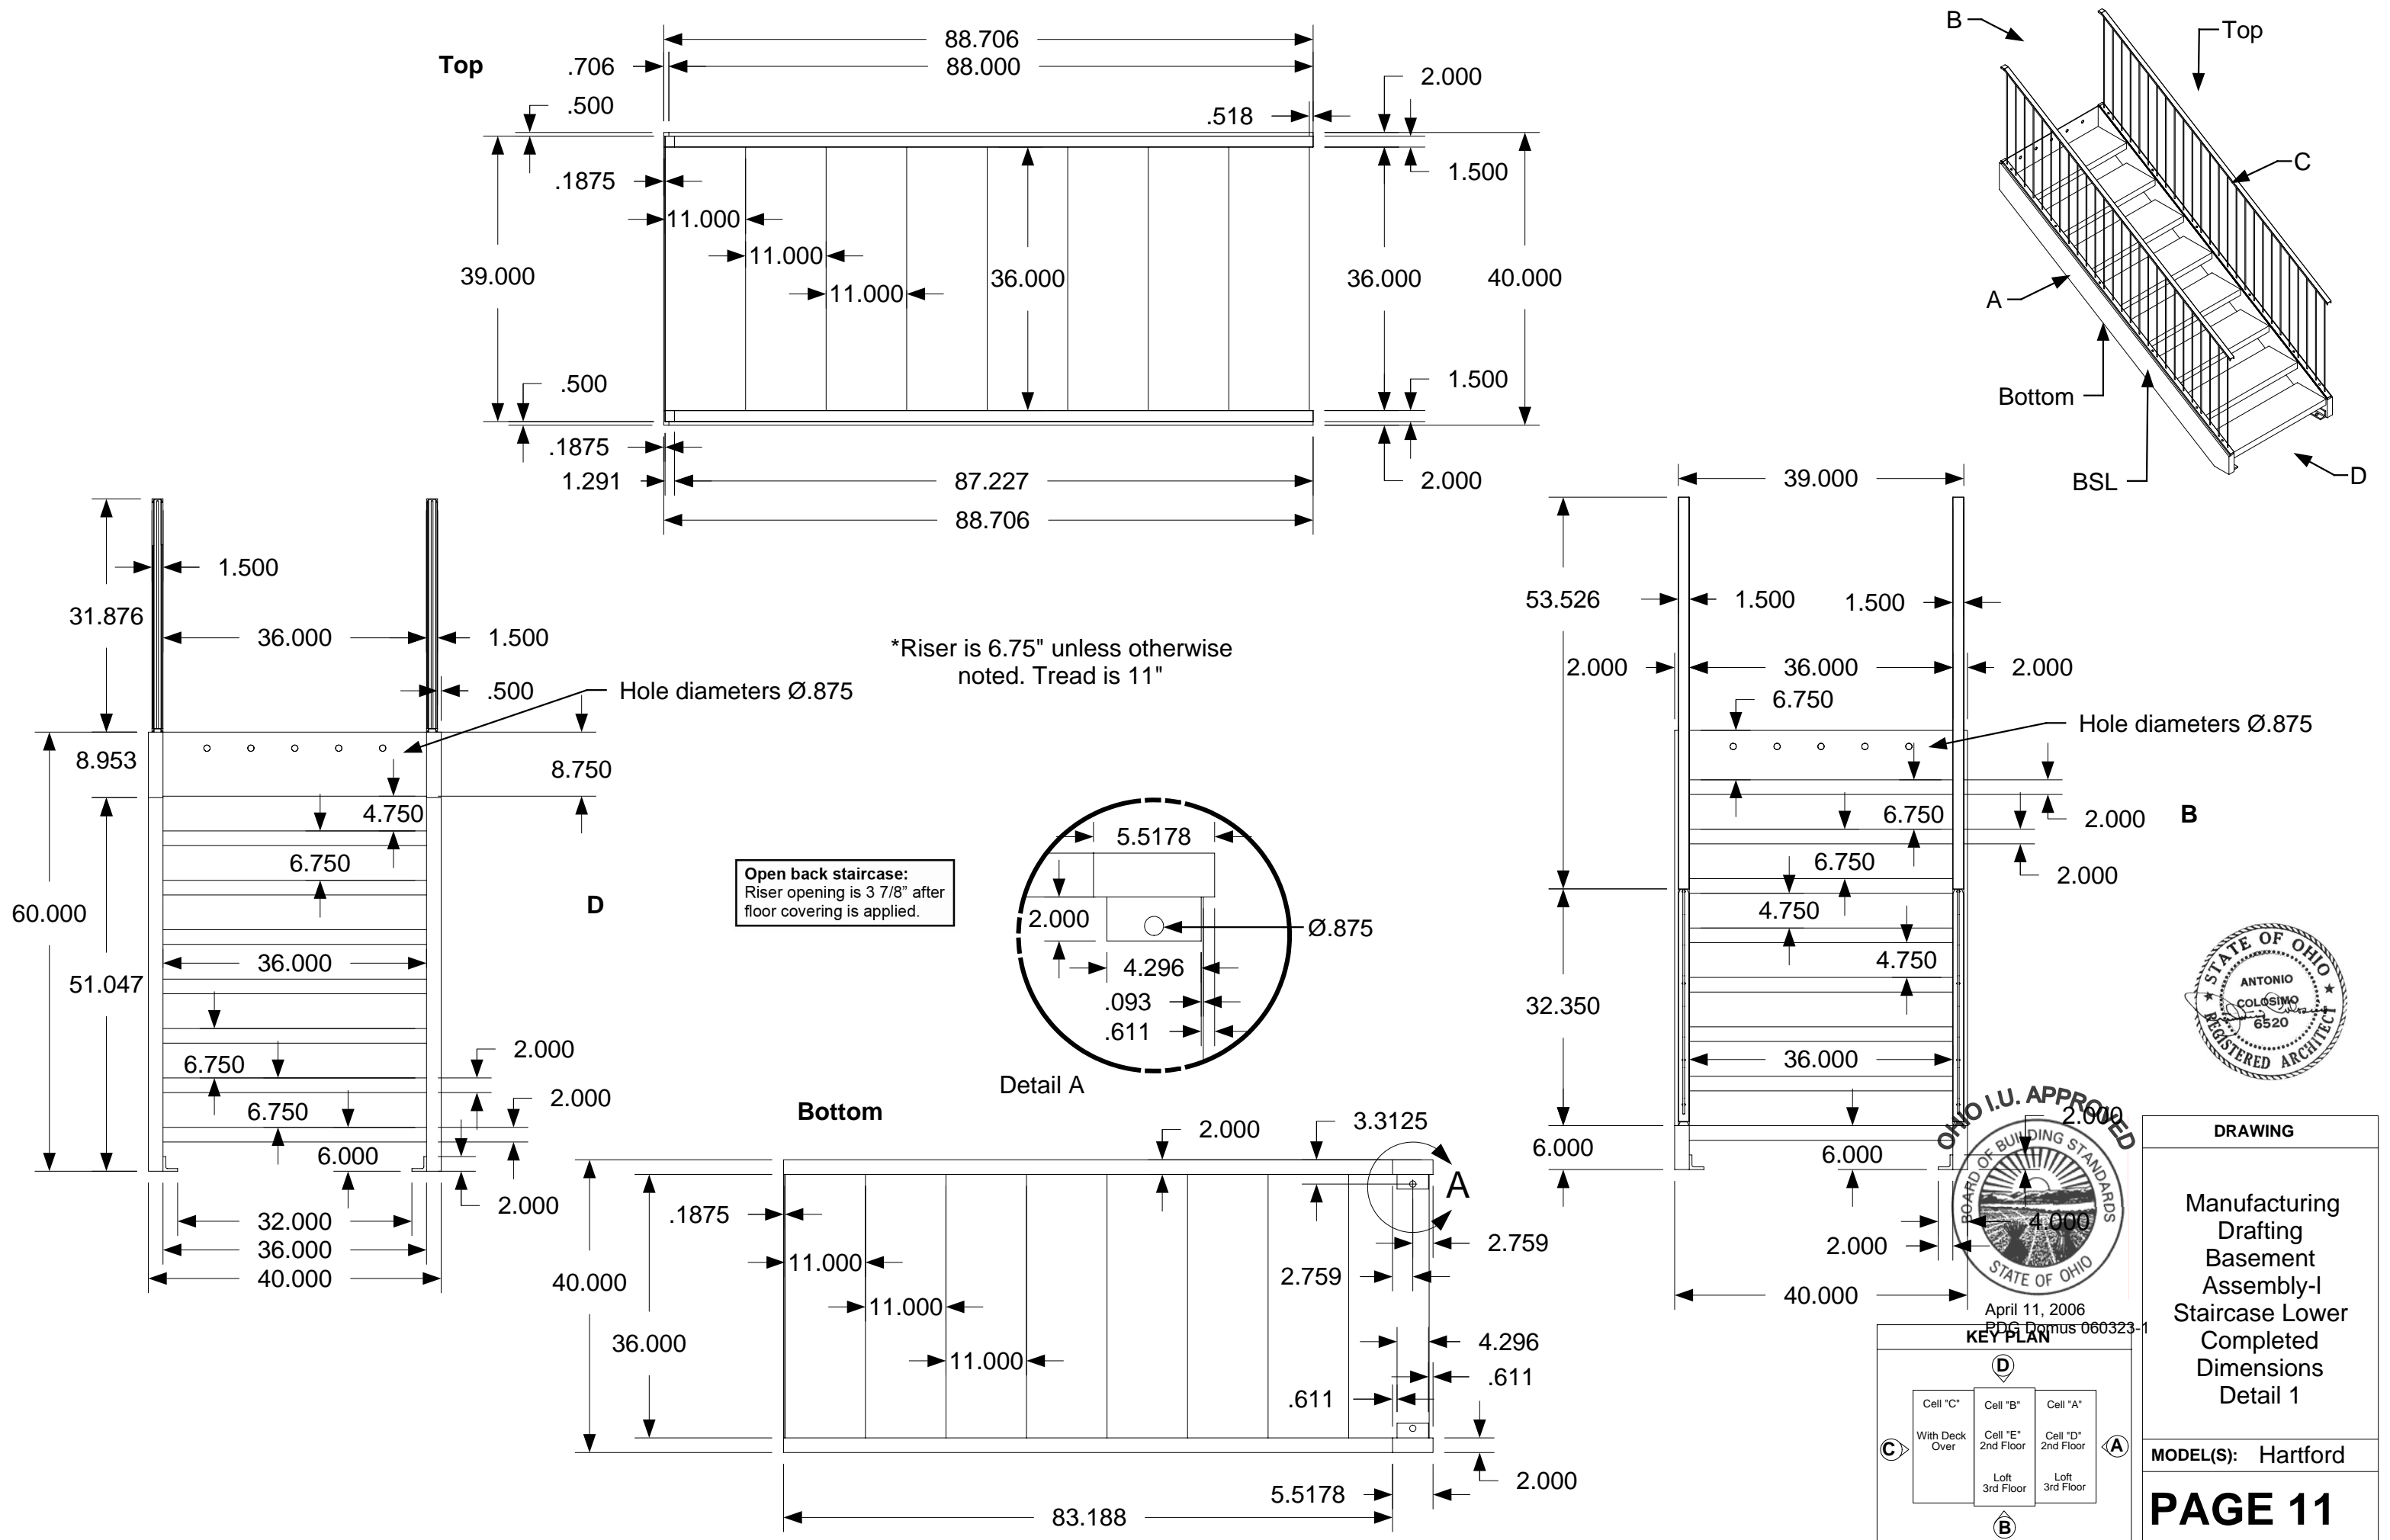 Top
88.706
88.000
.706
.500
2.000
.518
1.500
.1875
11.000
11.000
11.000
39.000
36.000
36.000
40.000
.500
1.500
.1875
1.291
87.227
2.000
88.706
B
Top
C
A
Bottom
BSL
D
1.500
31.876
36.000
1.500
.500
Hole diameters Ø.875
8.953
8.750
4.750
6.750
60.000
D
36.000
51.047
2.000
6.750
2.000
6.750
6.000
2.000
32.000
36.000
40.000
*Riser is 6.75" unless otherwise
noted. Tread is 11"
Open back staircase:
Riser opening is 3 7/8” after
floor covering is applied.
5.5178
2.000
Ø.875
4.296
.093
.611
Detail A
Bottom
2.000
3.3125
A
.1875
2.759
11.000
2.759
40.000
11.000
36.000
4.296
11.000
.611
.611
2.000
5.5178
83.188
39.000
53.526
1.500
1.500
2.000
36.000
2.000
6.750
Hole diameters Ø.875
6.750
2.000
B
6.750
2.000
4.750
4.750
32.350
36.000
2.000
6.000
6.000
4.000
2.000
40.000
STATE OF OHIO
ANTONIO
COLOSIMO
6520
REGISTERED ARCHITECT
OHIO I.U. APPROVED
BOARD OF BUILDING STANDARDS
STATE OF OHIO
April 11, 2006
PDG Domus 060323-1
KEY PLAN
D
Cell "C"
Cell "B"
Cell "A"
With Deck
Over
Cell "E"
2nd Floor
Cell "D"
2nd Floor
C
A
Loft
3rd Floor
Loft
3rd Floor
B
DRAWING
Manufacturing
Drafting
Basement
Assembly-I
Staircase Lower
Completed
Dimensions
Detail 1
MODEL(S): Hartford
PAGE 11